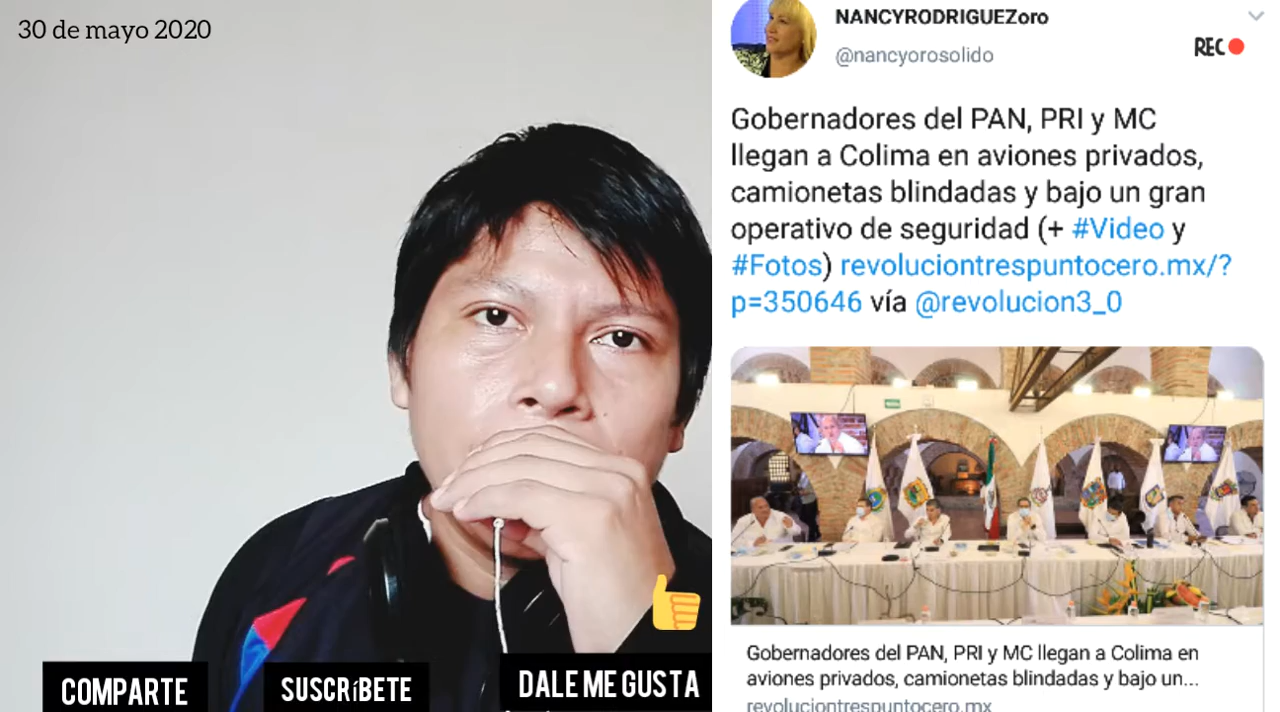 30 de mayo 2020
COMPARTE
SUSCRíBETE
DALE ME GUSTA
NANCYRODRIGUEZoro
@nancyorosolido
REC
Gobernadores del PAN, PRI y MC
llegan a Colima en aviones privados,
camionetas blindadas y bajo un gran
operativo de seguridad (+ #Video y
#Fotos) revoluciontrespuntocero.mx/?
p=350646 vía @revolucion3_0
Gobernadores del PAN, PRI y MC llegan a Colima en
aviones privados, camionetas blindadas y bajo un...
revoluciontrespuntocero.mx